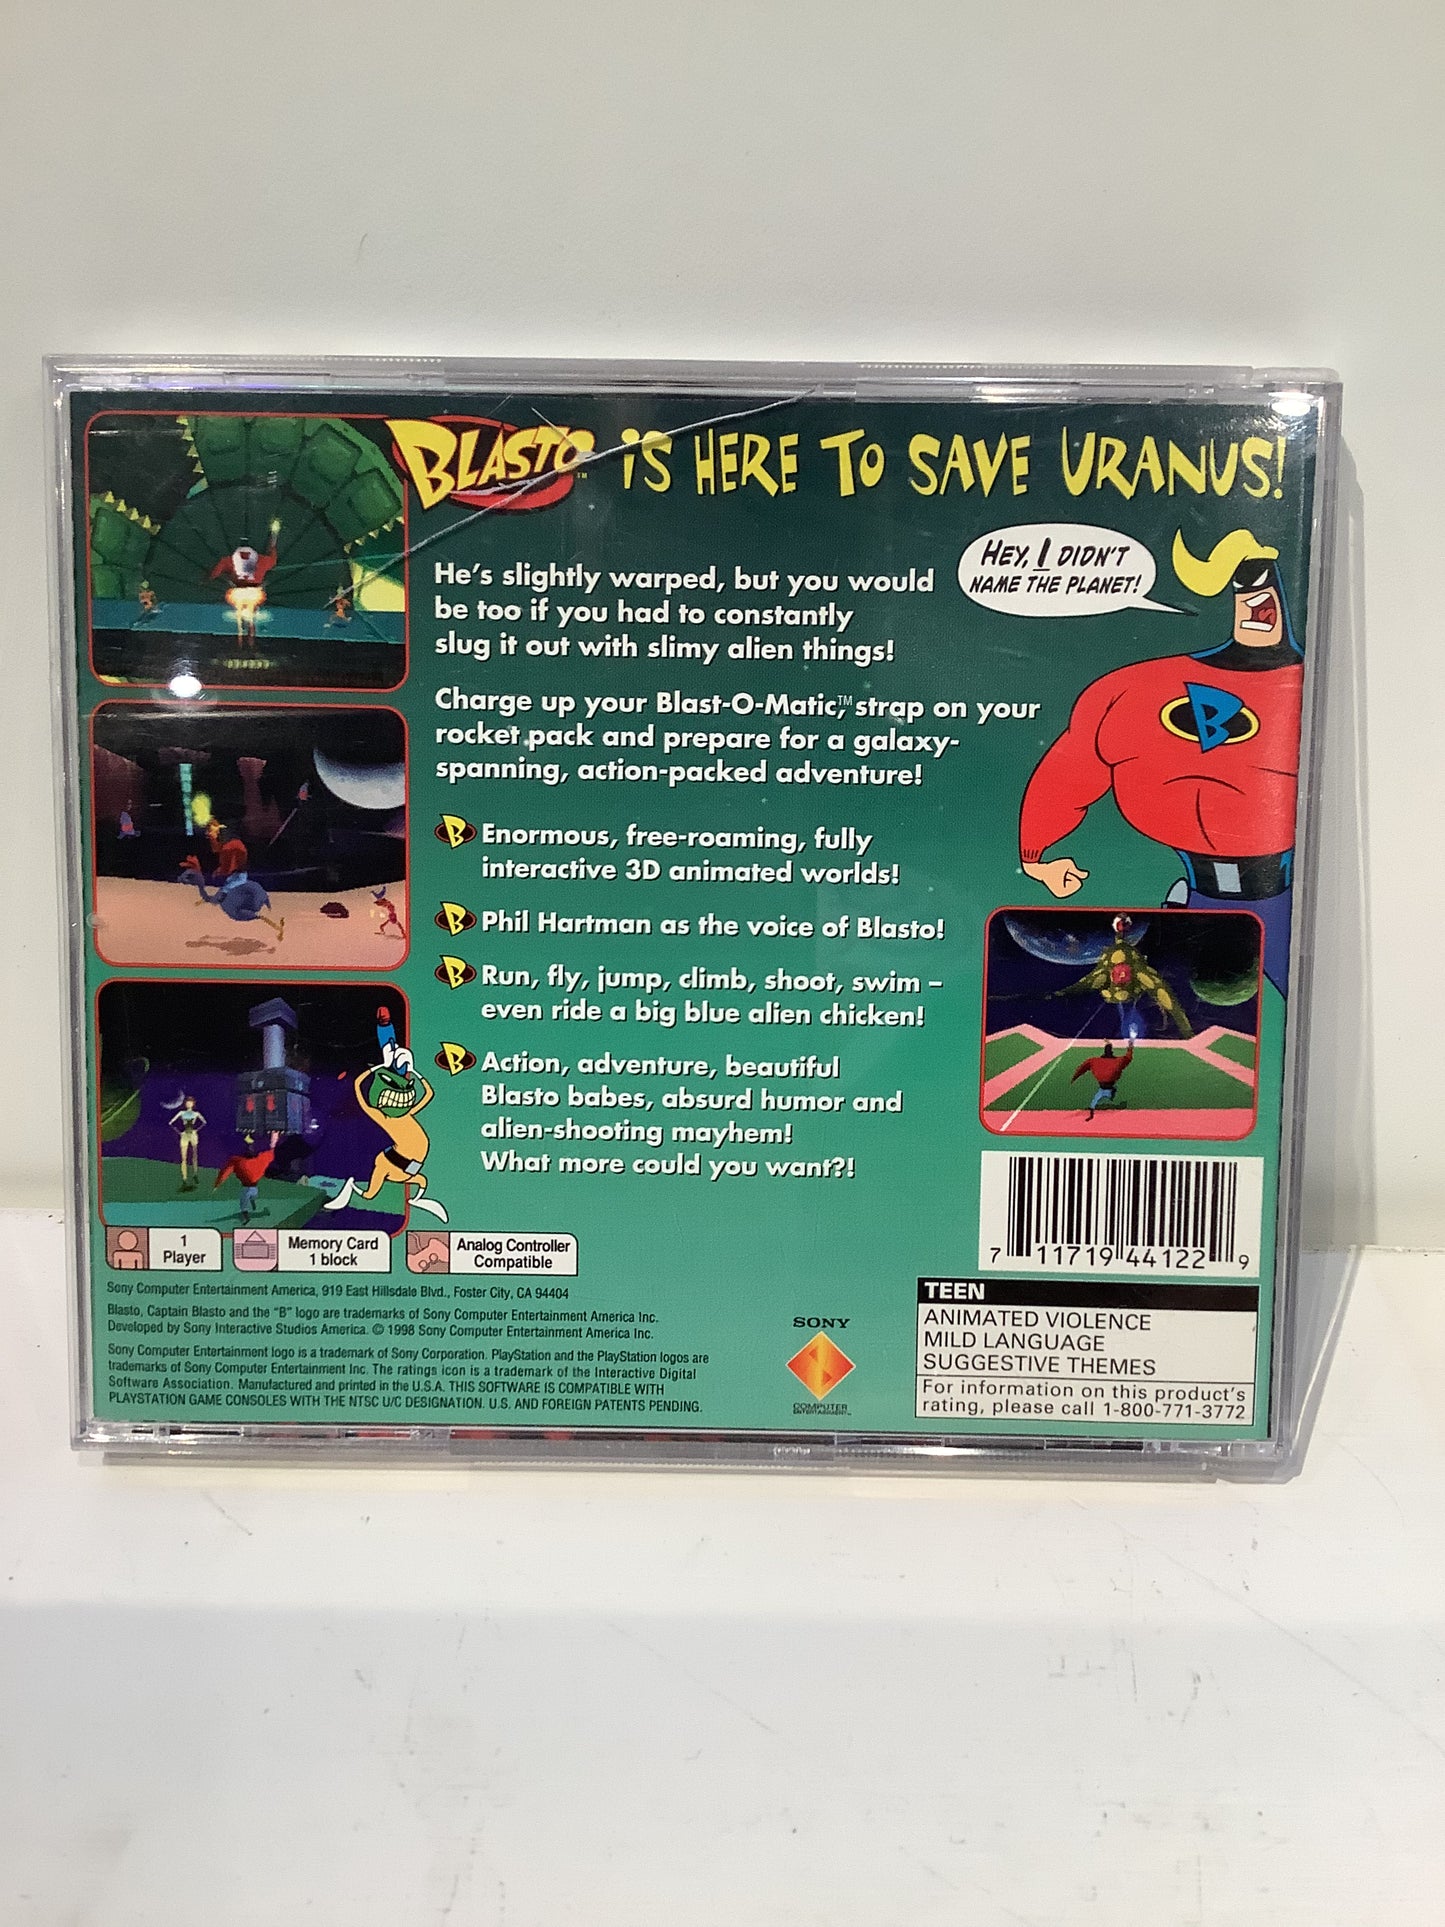 BLASTO™ IS HERE TO SAVE URANUS!
HEY, I DIDN'T
NAME THE PLANET!
He's slightly warped, but you would
be too if you had to constantly
slug it out with slimy alien things!
Charge up your Blast-O-Matic,™ strap on your
rocket pack and prepare for a galaxy-
spanning, action-packed adventure!
B Enormous, free-roaming, fully
interactive 3D animated worlds!
B Phil Hartman as the voice of Blasto!
B Run, fly, jump, climb, shoot, swim –
even ride a big blue alien chicken!
B Action, adventure, beautiful
Blasto babes, absurd humor and
alien-shooting mayhem!
What more could you want?!
B
1
Player
Memory Card
1 block
Analog Controller
Compatible
7 11719 44122 9
Sony Computer Entertainment America, 919 East Hillsdale Blvd., Foster City, CA 94404
Blasto, Captain Blasto and the "B" logo are trademarks of Sony Computer Entertainment America Inc.
Developed by Sony Interactive Studios America. © 1998 Sony Computer Entertainment America Inc.
Sony Computer Entertainment logo is a trademark of Sony Corporation. PlayStation and the PlayStation logos are
trademarks of Sony Computer Entertainment Inc. The ratings icon is a trademark of the Interactive Digital
Software Association. Manufactured and printed in the U.S.A. THIS SOFTWARE IS COMPATIBLE WITH
PLAYSTATION GAME CONSOLES WITH THE NTSC U/C DESIGNATION. U.S. AND FOREIGN PATENTS PENDING.
SONY
COMPUTER
ENTERTAINMENT
TEEN
ANIMATED VIOLENCE
MILD LANGUAGE
SUGGESTIVE THEMES
For information on this product's
rating, please call 1-800-771-3772